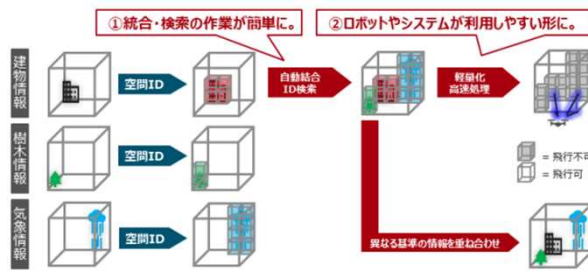 ①統合・検索の作業が簡単に。
②ロボットやシステムが利用しやすい形に。
建物情報
空間ID
自動結合
ID検索
軽量化
高速処理
= 飛行不可
= 飛行可
樹木情報
空間ID
気象情報
空間ID
異なる基準の情報を重ね合わせ